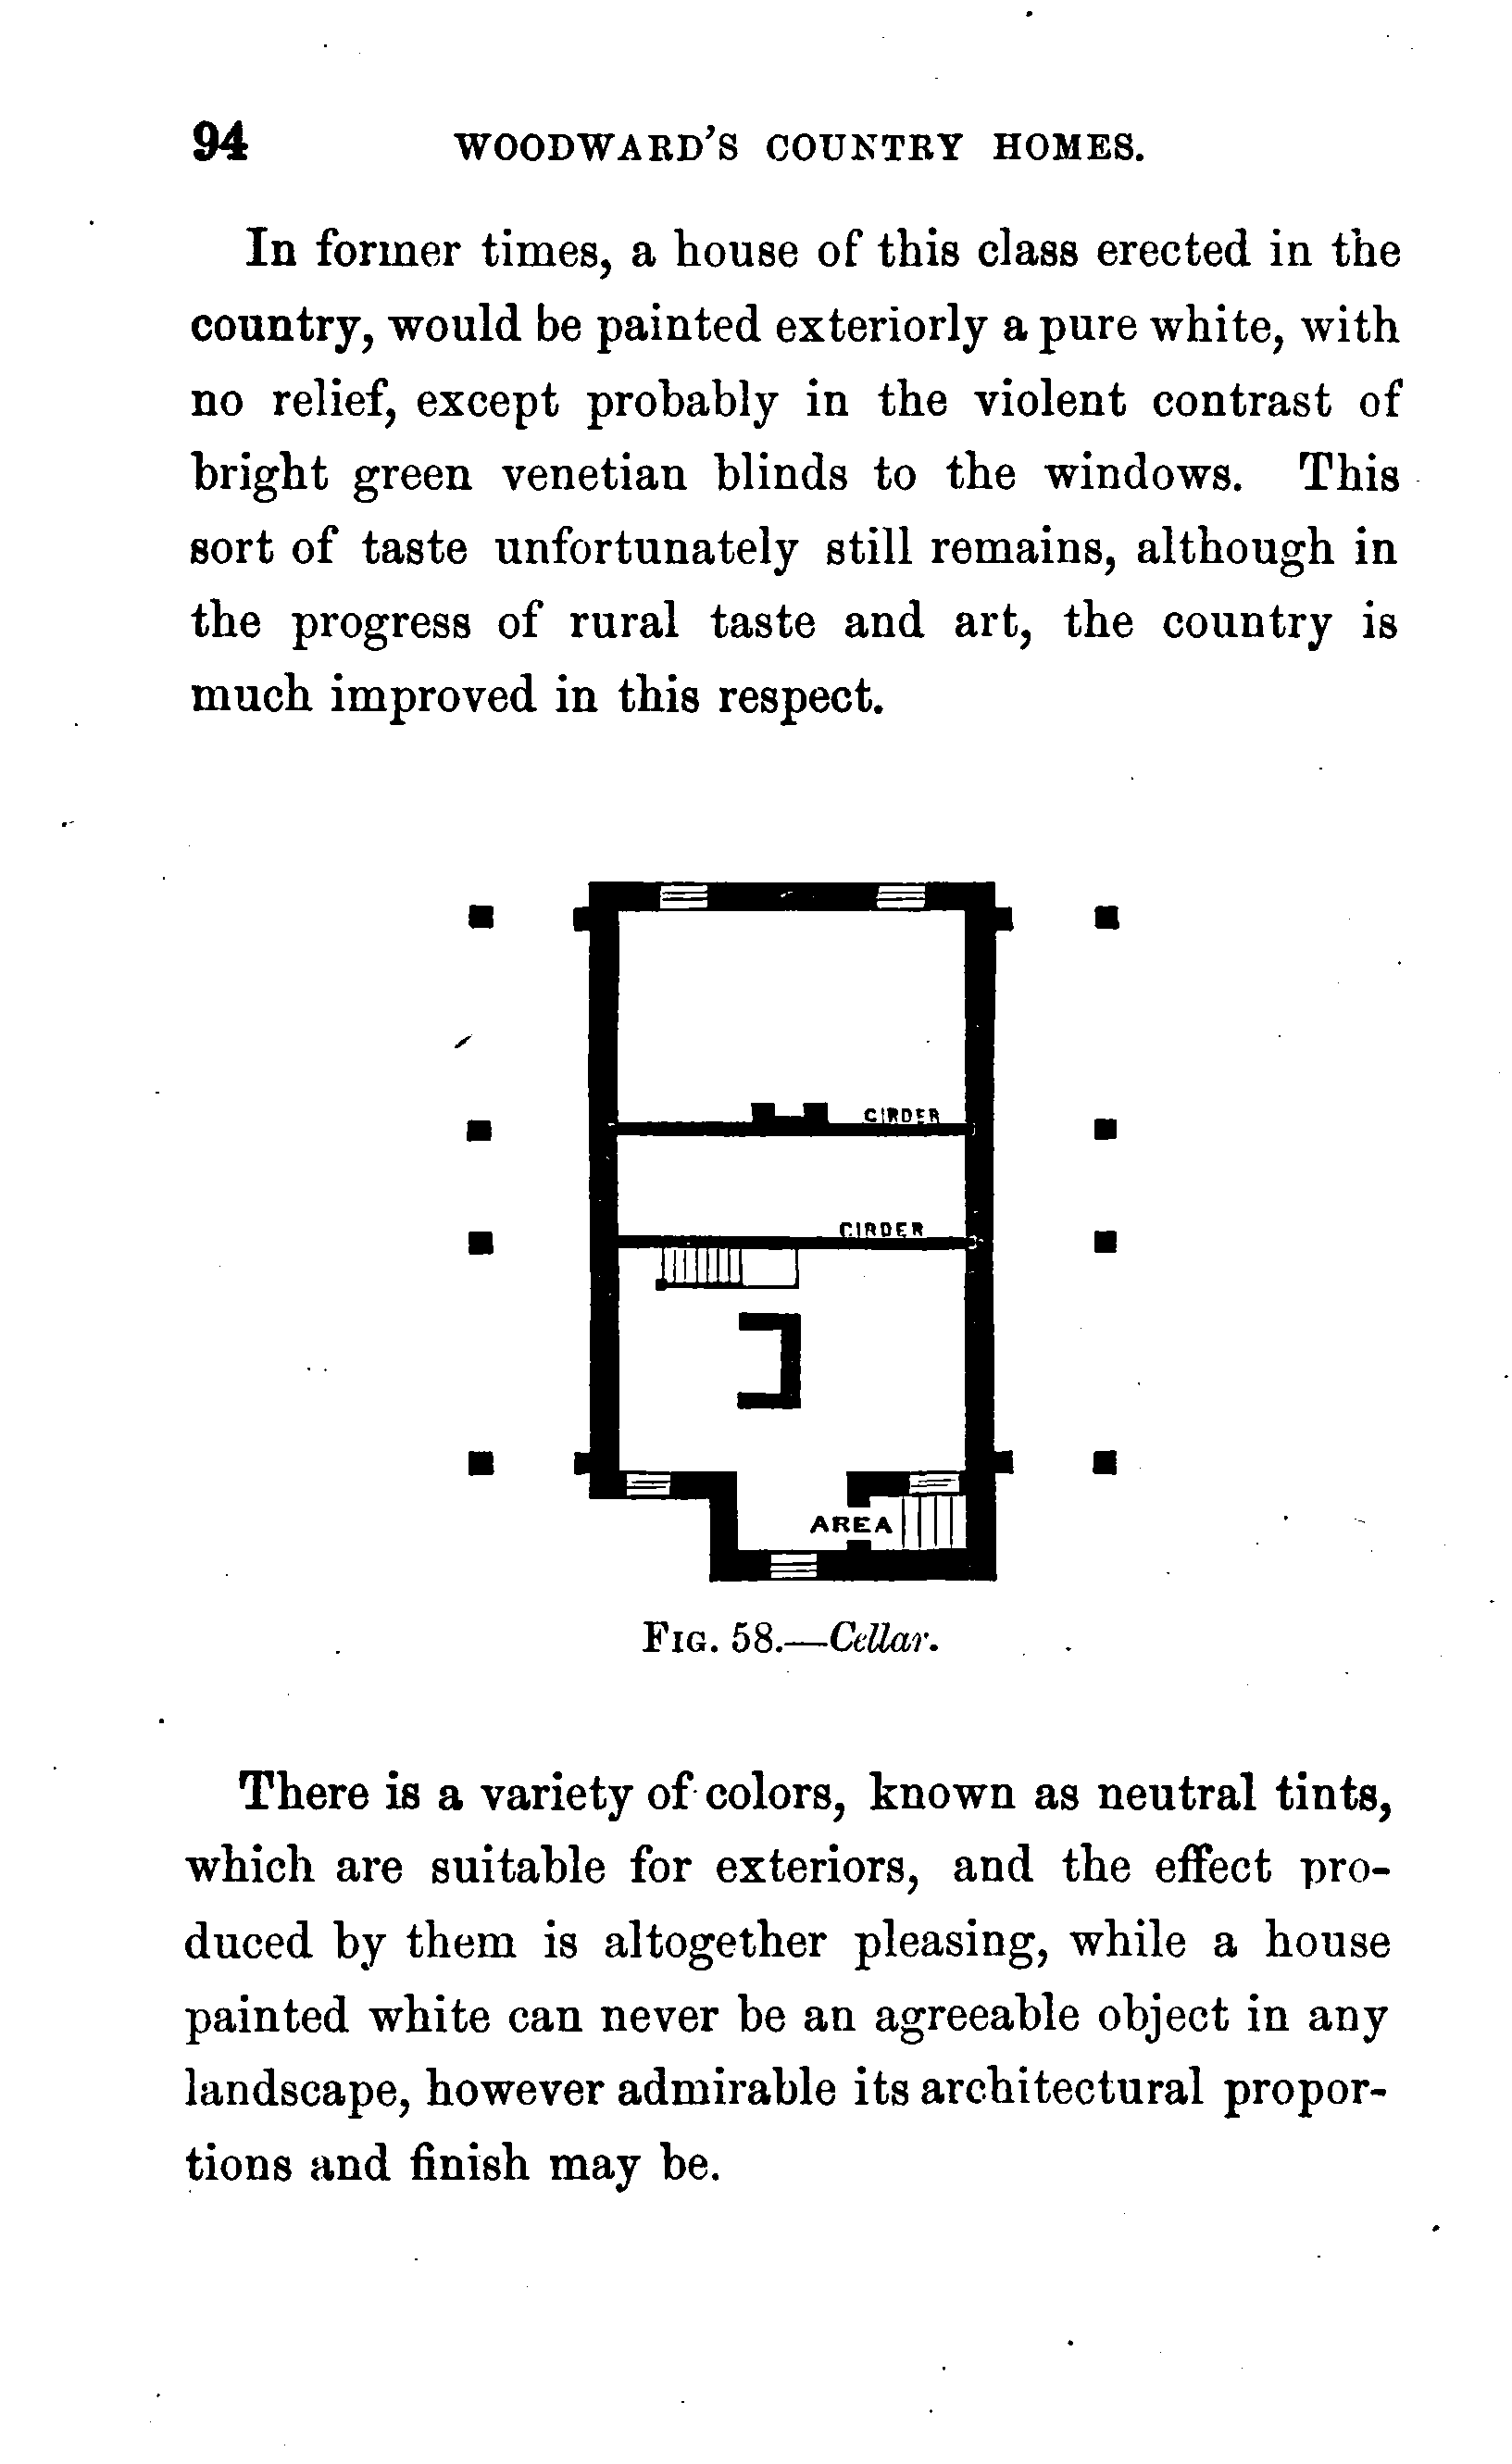 94 WOODWARD'S COUNTRY HOMES.
In former times, a house of this class erected in the
country, would be painted exteriorly a pure white, with
no relief, except probably in the violent contrast of
bright green venetian blinds to the windows. This
sort of taste unfortunately still remains, although in
the progress of rural taste and art, the country is
much improved in this respect.
GIRDER
GIRDER
AREA
FIG. 58.—Cellar.
There is a variety of colors, known as neutral tints,
which are suitable for exteriors, and the effect pro-
duced by them is altogether pleasing, while a house
painted white can never be an agreeable object in any
landscape, however admirable its architectural propor-
tions and finish may be.